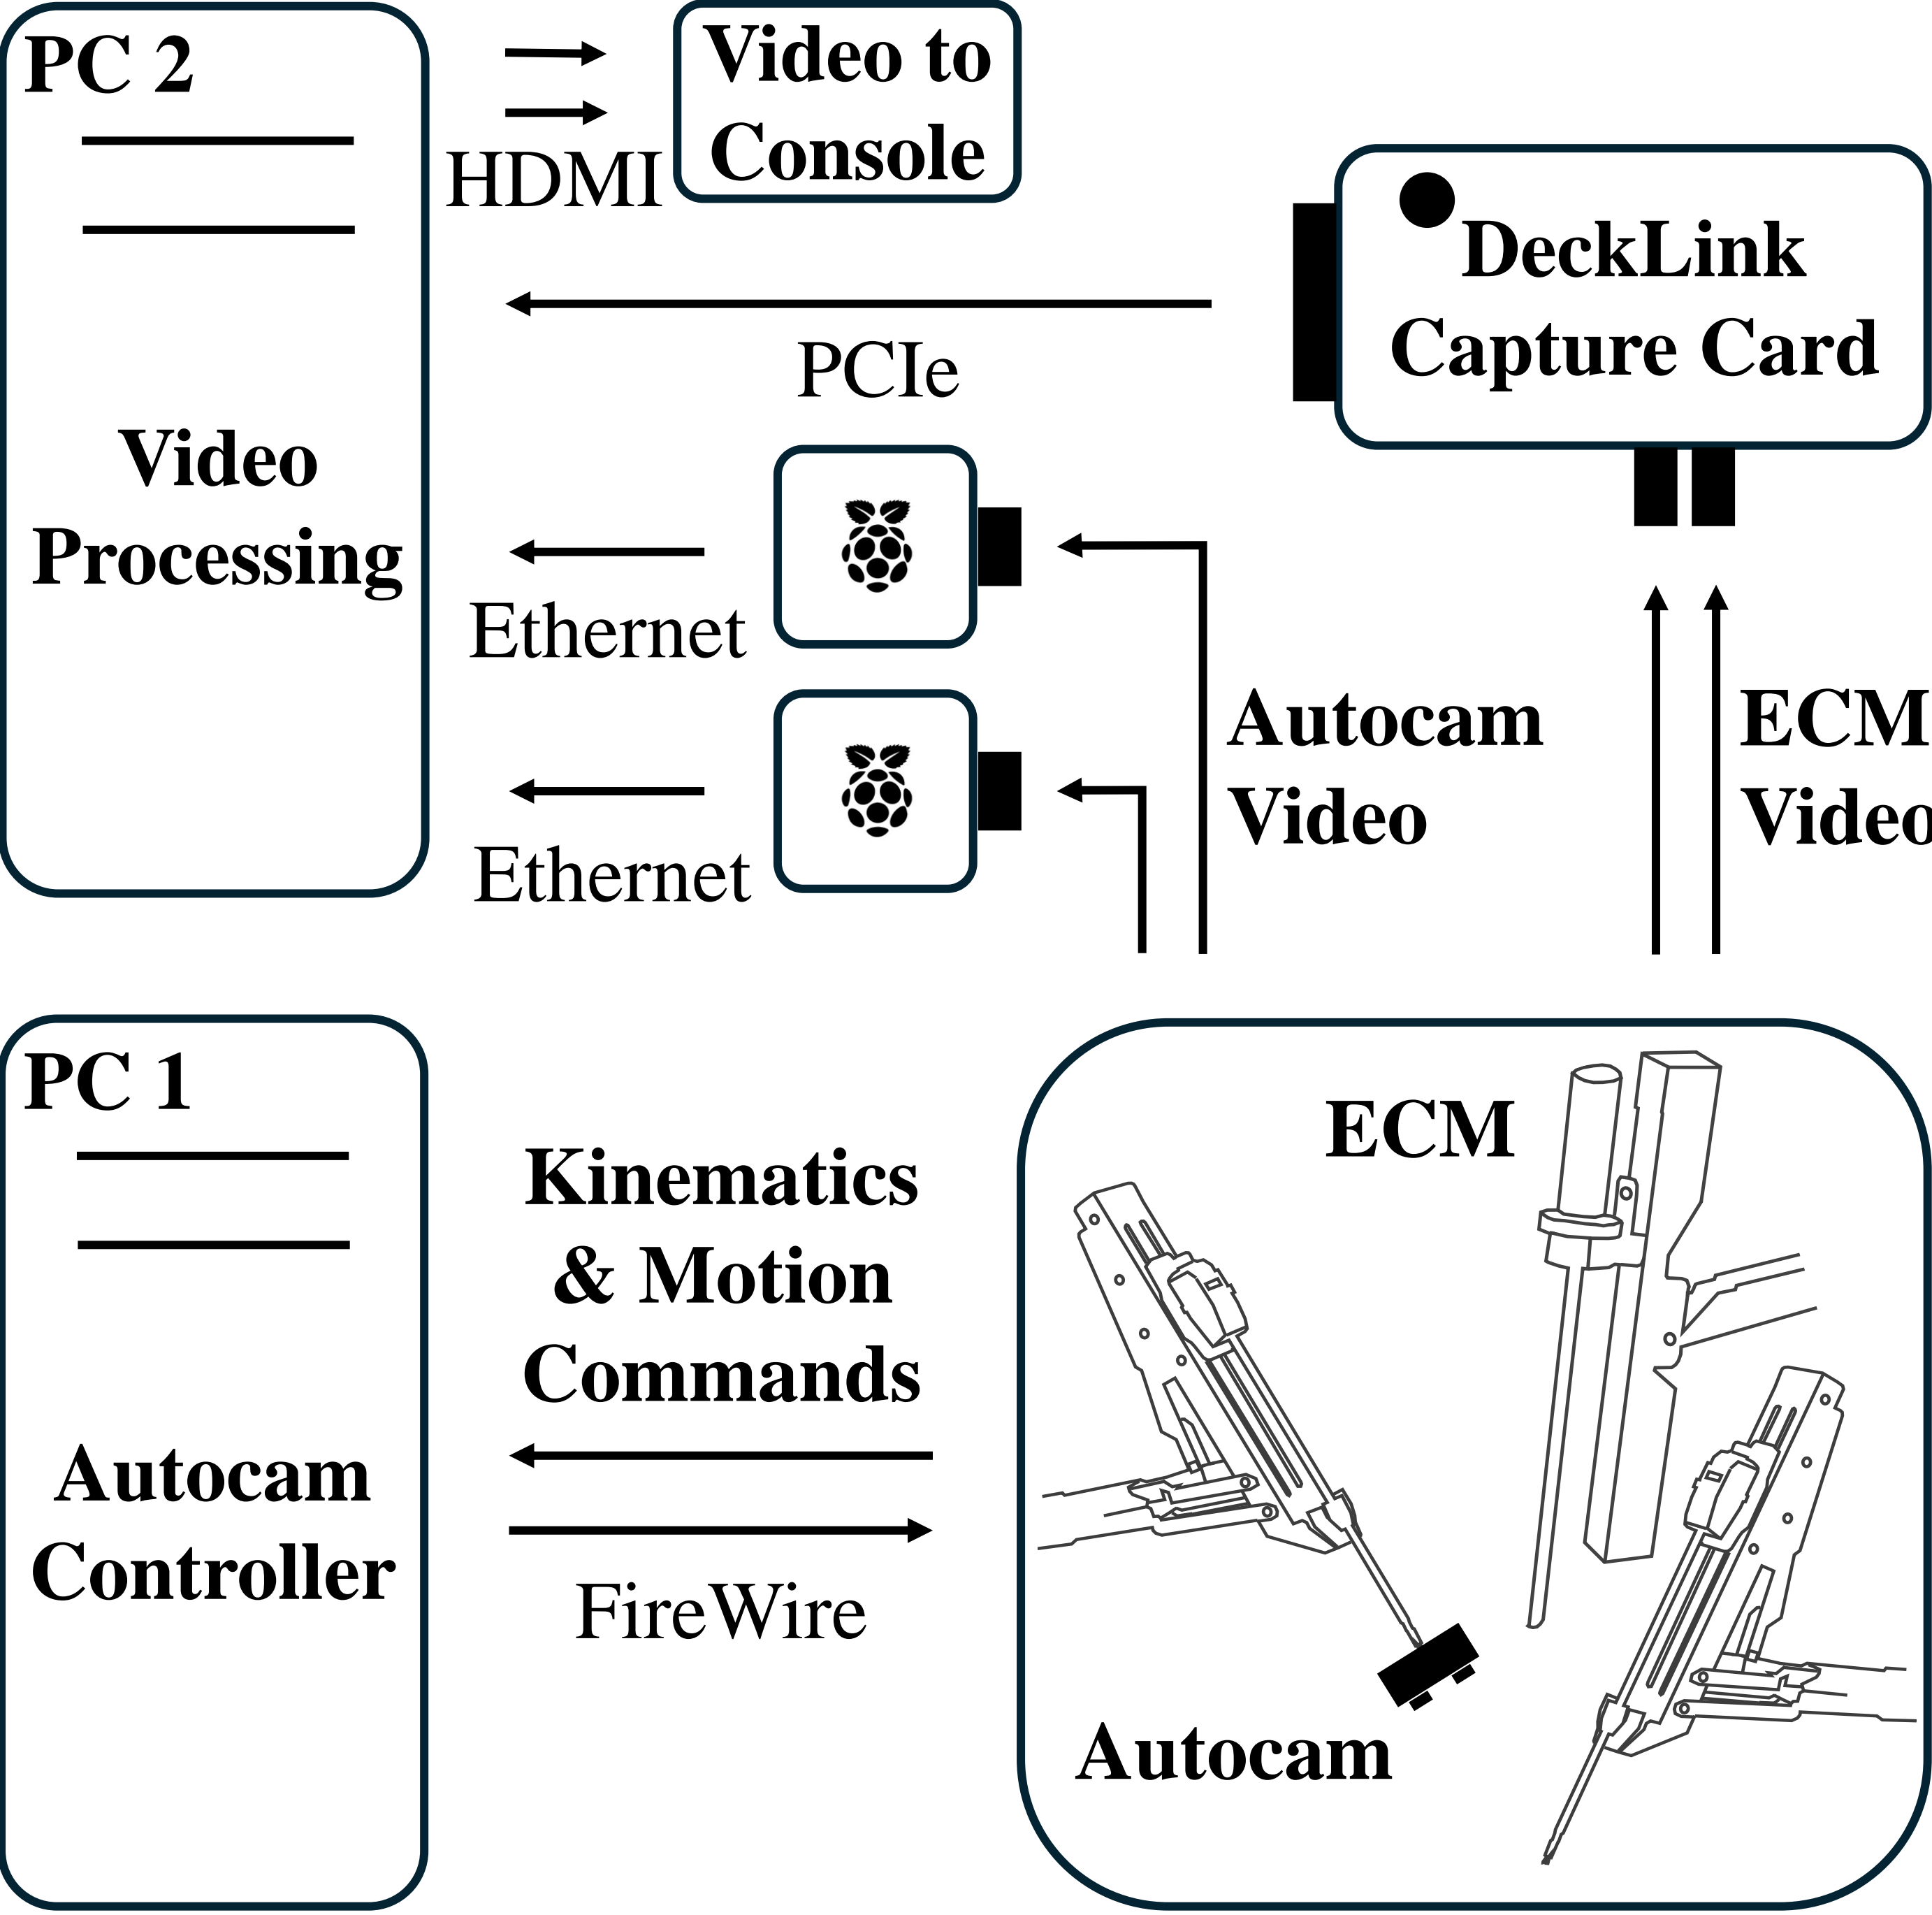 PC 2
Video
Processing
HDMI
Video to
Console
PCIe
DeckLink
Capture Card
Ethernet
Ethernet
Autocam
Video
ECM
Video
PC 1
Autocam
Controller
Kinematics
& Motion
Commands
FireWire
ECM
Autocam